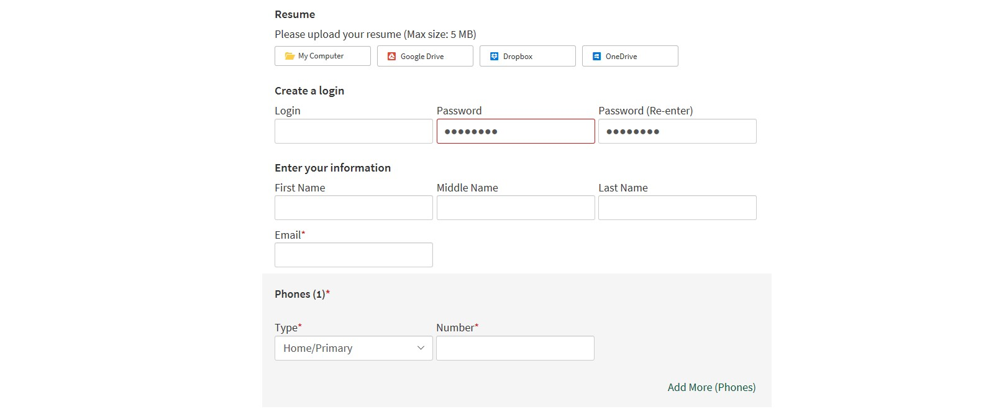 Resume
Please upload your resume (Max size: 5 MB)
My Computer Google Drive Dropbox OneDrive
Create a login
Login Password Password (Re-enter)
●●●●●●●● ●●●●●●●●
Enter your information
First Name Middle Name Last Name
Email*
Phones (1)*
Type* Number*
Home/Primary
Add More (Phones)